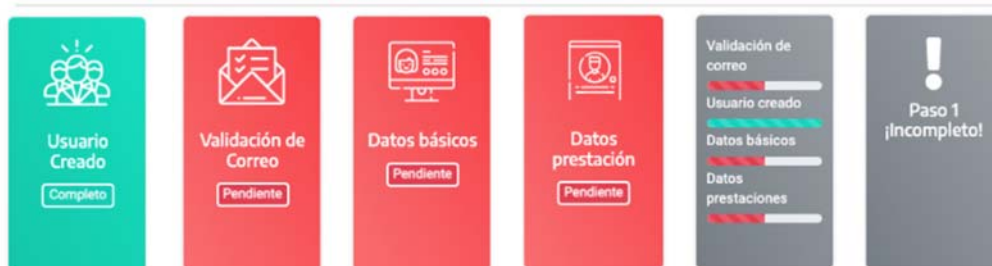 Usuario
Creado
Completo
Validación de
Correo
Pendiente
Datos básicos
Pendiente
Datos
prestación
Pendiente
Validación de
correo
Usuario creado
Datos básicos
Datos
prestaciones
Paso 1
¡Incompleto!